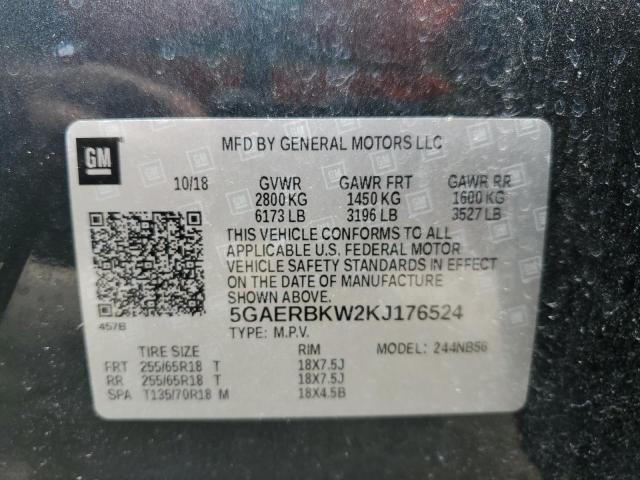 GM
MFD BY GENERAL MOTORS LLC
10/18 GVWR GAWR FRT GAWR RR
2800 KG 1450 KG 1600 KG
6173 LB 3196 LB 3527 LB
THIS VEHICLE CONFORMS TO ALL
APPLICABLE U.S. FEDERAL MOTOR
VEHICLE SAFETY STANDARDS IN EFFECT
ON THE DATE OF MANUFACTURE
457B
5GAERBKW2KJ176524
TYPE: M.P.V.
TIRE SIZE RIM MODEL: 244NB56
FRT 255/65R18 T 18X7.5J
RR 255/65R18 T 18X7.5J
SPA T135/70R18 M 18X4.5B